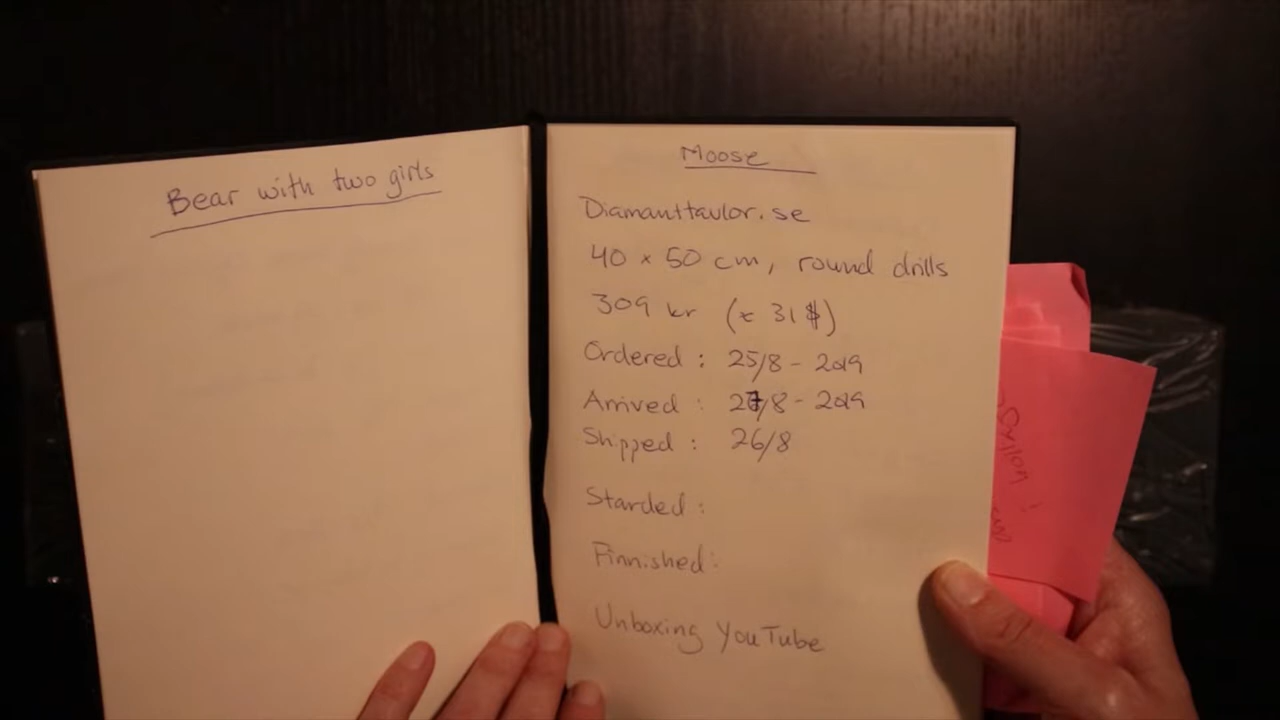 Bear with two girls
Moose
Diamanttavlor.se
40 × 50 cm, round drills
309 kr (≈ 31$)
Ordered : 25/8 - 2019
Arrived : 27/8 - 2019
Shipped : 26/8
Starded :
Finnished:
Unboxing YouTube